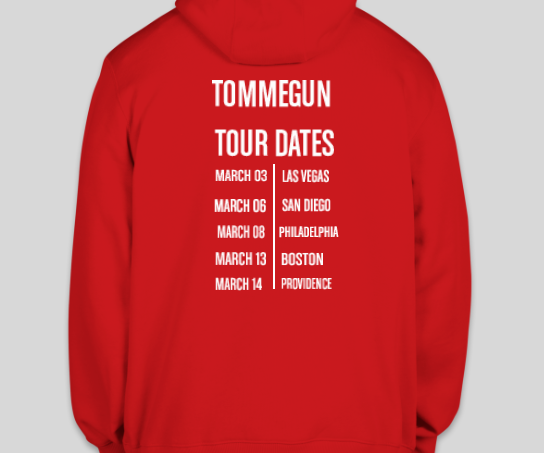 TOMMEGUN
TOUR DATES
MARCH 03 LAS VEGAS
MARCH 06 SAN DIEGO
MARCH 08 PHILADELPHIA
MARCH 13 BOSTON
MARCH 14 PROVIDENCE